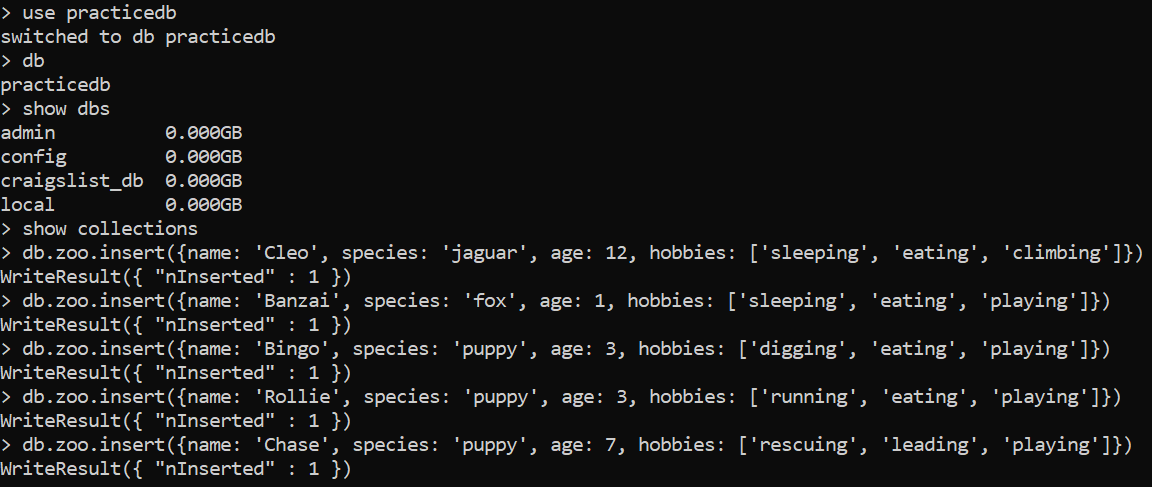 > use practicedb
switched to db practicedb
> db
practicedb
> show dbs
admin          0.000GB
config         0.000GB
craigslist_db  0.000GB
local          0.000GB
> show collections
> db.zoo.insert({name: 'Cleo', species: 'jaguar', age: 12, hobbies: ['sleeping', 'eating', 'climbing']})
WriteResult({ "nInserted" : 1 })
> db.zoo.insert({name: 'Banzai', species: 'fox', age: 1, hobbies: ['sleeping', 'eating', 'playing']})
WriteResult({ "nInserted" : 1 })
> db.zoo.insert({name: 'Bingo', species: 'puppy', age: 3, hobbies: ['digging', 'eating', 'playing']})
WriteResult({ "nInserted" : 1 })
> db.zoo.insert({name: 'Rollie', species: 'puppy', age: 3, hobbies: ['running', 'eating', 'playing']})
WriteResult({ "nInserted" : 1 })
> db.zoo.insert({name: 'Chase', species: 'puppy', age: 7, hobbies: ['rescuing', 'leading', 'playing']})
WriteResult({ "nInserted" : 1 })